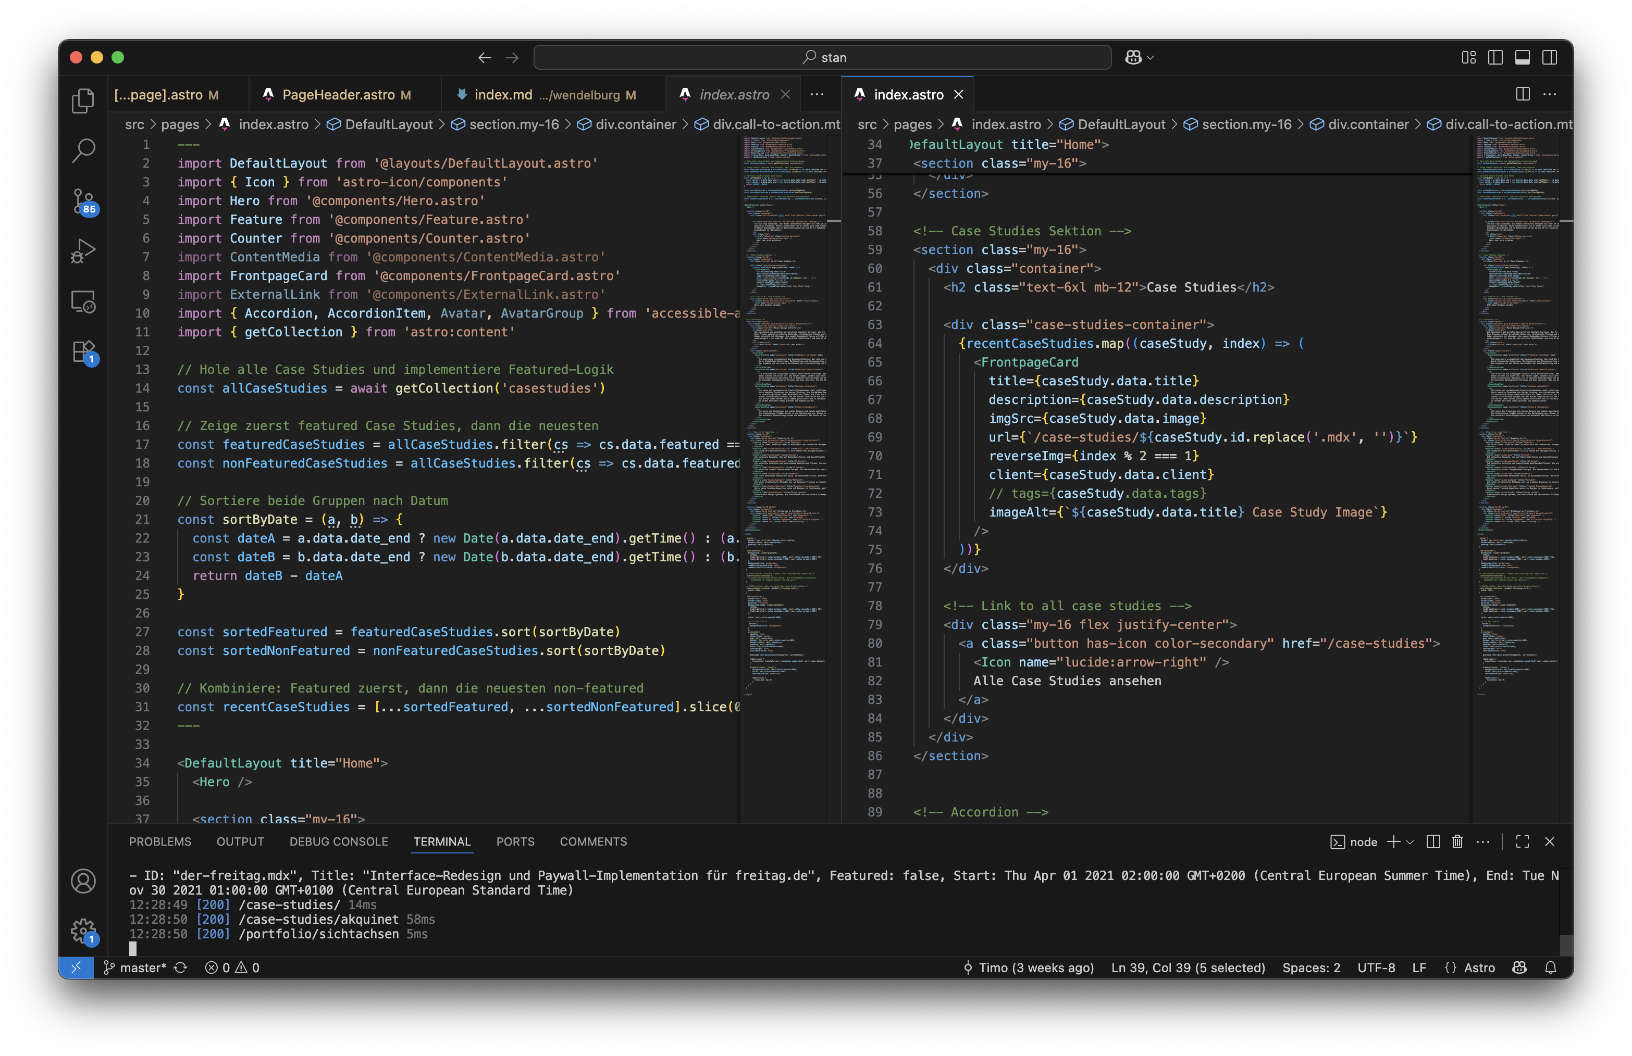 stan
[...page].astro M
PageHeader.astro M
index.md .../wendelburg M
index.astro
index.astro
src > pages > index.astro > DefaultLayout > section.my-16 > div.container > div.call-to-action.mt
src > pages > index.astro > DefaultLayout > section.my-16 > div.container > div.call-to-action.mt
1 ---
2 import DefaultLayout from '@layouts/DefaultLayout.astro'
3 import { Icon } from 'astro-icon/components'
4 import Hero from '@components/Hero.astro'
5 import Feature from '@components/Feature.astro'
6 import Counter from '@components/Counter.astro'
7 import ContentMedia from '@components/ContentMedia.astro'
8 import FrontpageCard from '@components/FrontpageCard.astro'
9 import ExternalLink from '@components/ExternalLink.astro'
10 import { Accordion, AccordionItem, Avatar, AvatarGroup } from 'accessible-a
11 import { getCollection } from 'astro:content'
12
13 // Hole alle Case Studies und implementiere Featured-Logik
14 const allCaseStudies = await getCollection('casestudies')
15
16 // Zeige zuerst featured Case Studies, dann die neuesten
17 const featuredCaseStudies = allCaseStudies.filter(cs => cs.data.featured ==
18 const nonFeaturedCaseStudies = allCaseStudies.filter(cs => cs.data.featured
19
20 // Sortiere beide Gruppen nach Datum
21 const sortByDate = (a, b) => {
22 const dateA = a.data.date_end ? new Date(a.data.date_end).getTime() : (a.
23 const dateB = b.data.date_end ? new Date(b.data.date_end).getTime() : (b.
24 return dateB - dateA
25 }
26
27 const sortedFeatured = featuredCaseStudies.sort(sortByDate)
28 const sortedNonFeatured = nonFeaturedCaseStudies.sort(sortByDate)
29
30 // Kombiniere: Featured zuerst, dann die neuesten non-featured
31 const recentCaseStudies = [...sortedFeatured, ...sortedNonFeatured].slice(0
32 ---
33
34 <DefaultLayout title="Home">
35 <Hero />
36
37 <section class="my-16">
34 DefaultLayout title="Home">
37 <section class="my-16">
55 </div>
56 </section>
57
58 <!-- Case Studies Sektion -->
59 <section class="my-16">
60 <div class="container">
61 <h2 class="text-6xl mb-12">Case Studies</h2>
62
63 <div class="case-studies-container">
64 {recentCaseStudies.map((caseStudy, index) => (
65 <FrontpageCard
66 title={caseStudy.data.title}
67 description={caseStudy.data.description}
68 imgSrc={caseStudy.data.image}
69 url={`/case-studies/${caseStudy.id.replace('.mdx', '')}`}
70 reverseImg={index % 2 === 1}
71 client={caseStudy.data.client}
72 // tags={caseStudy.data.tags}
73 imageAlt={`${caseStudy.data.title} Case Study Image`}
74 />
75 ))}
76 </div>
77
78 <!-- Link to all case studies -->
79 <div class="my-16 flex justify-center">
80 <a class="button has-icon color-secondary" href="/case-studies">
81 <Icon name="lucide:arrow-right" />
82 Alle Case Studies ansehen
83 </a>
84 </div>
85 </div>
86 </section>
87
88
89 <!-- Accordion -->
86
1
1
PROBLEMS OUTPUT DEBUG CONSOLE TERMINAL PORTS COMMENTS
node
- ID: "der-freitag.mdx", Title: "Interface-Redesign und Paywall-Implementation für freitag.de", Featured: false, Start: Thu Apr 01 2021 02:00:00 GMT+0200 (Central European Summer Time), End: Tue N
ov 30 2021 01:00:00 GMT+0100 (Central European Standard Time)
12:28:49 [200] /case-studies/ 14ms
12:28:50 [200] /case-studies/akquinet 58ms
12:28:50 [200] /portfolio/sichtachsen 5ms
master* 0 0 Timo (3 weeks ago) Ln 39, Col 39 (5 selected) Spaces: 2 UTF-8 LF {} Astro